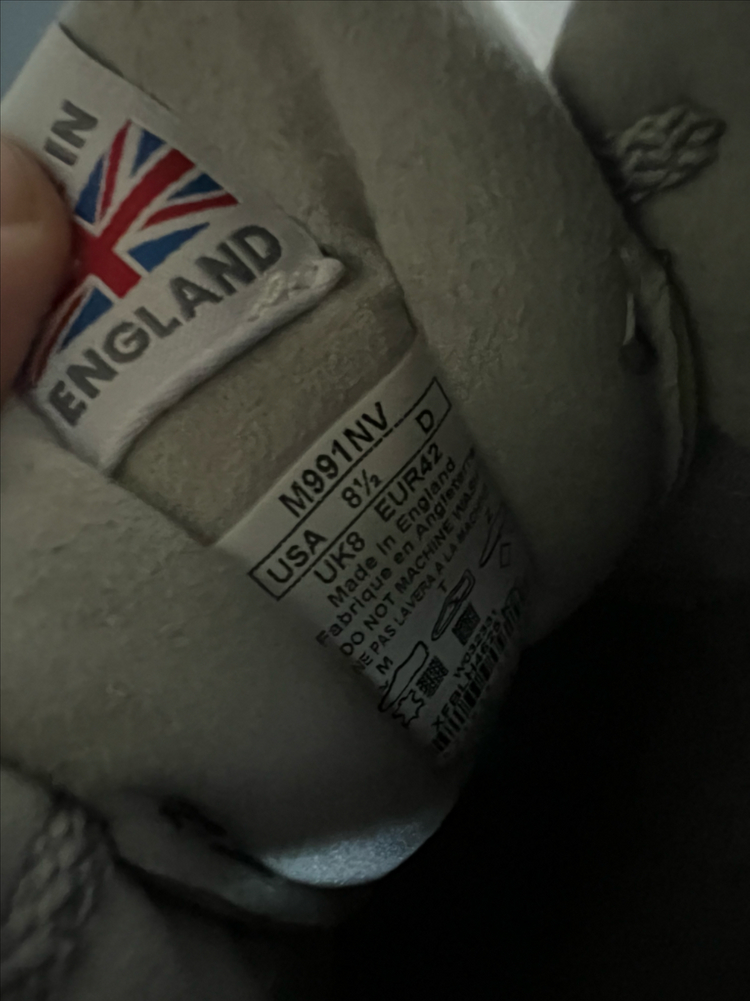 IN
ENGLAND
M991NV
USA 8½ D
UK8 EUR42
Made In England
Fabrique en Angleterre
DO NOT MACHINE WASH
NE PAS LAVER A LA MACHINE
T
M